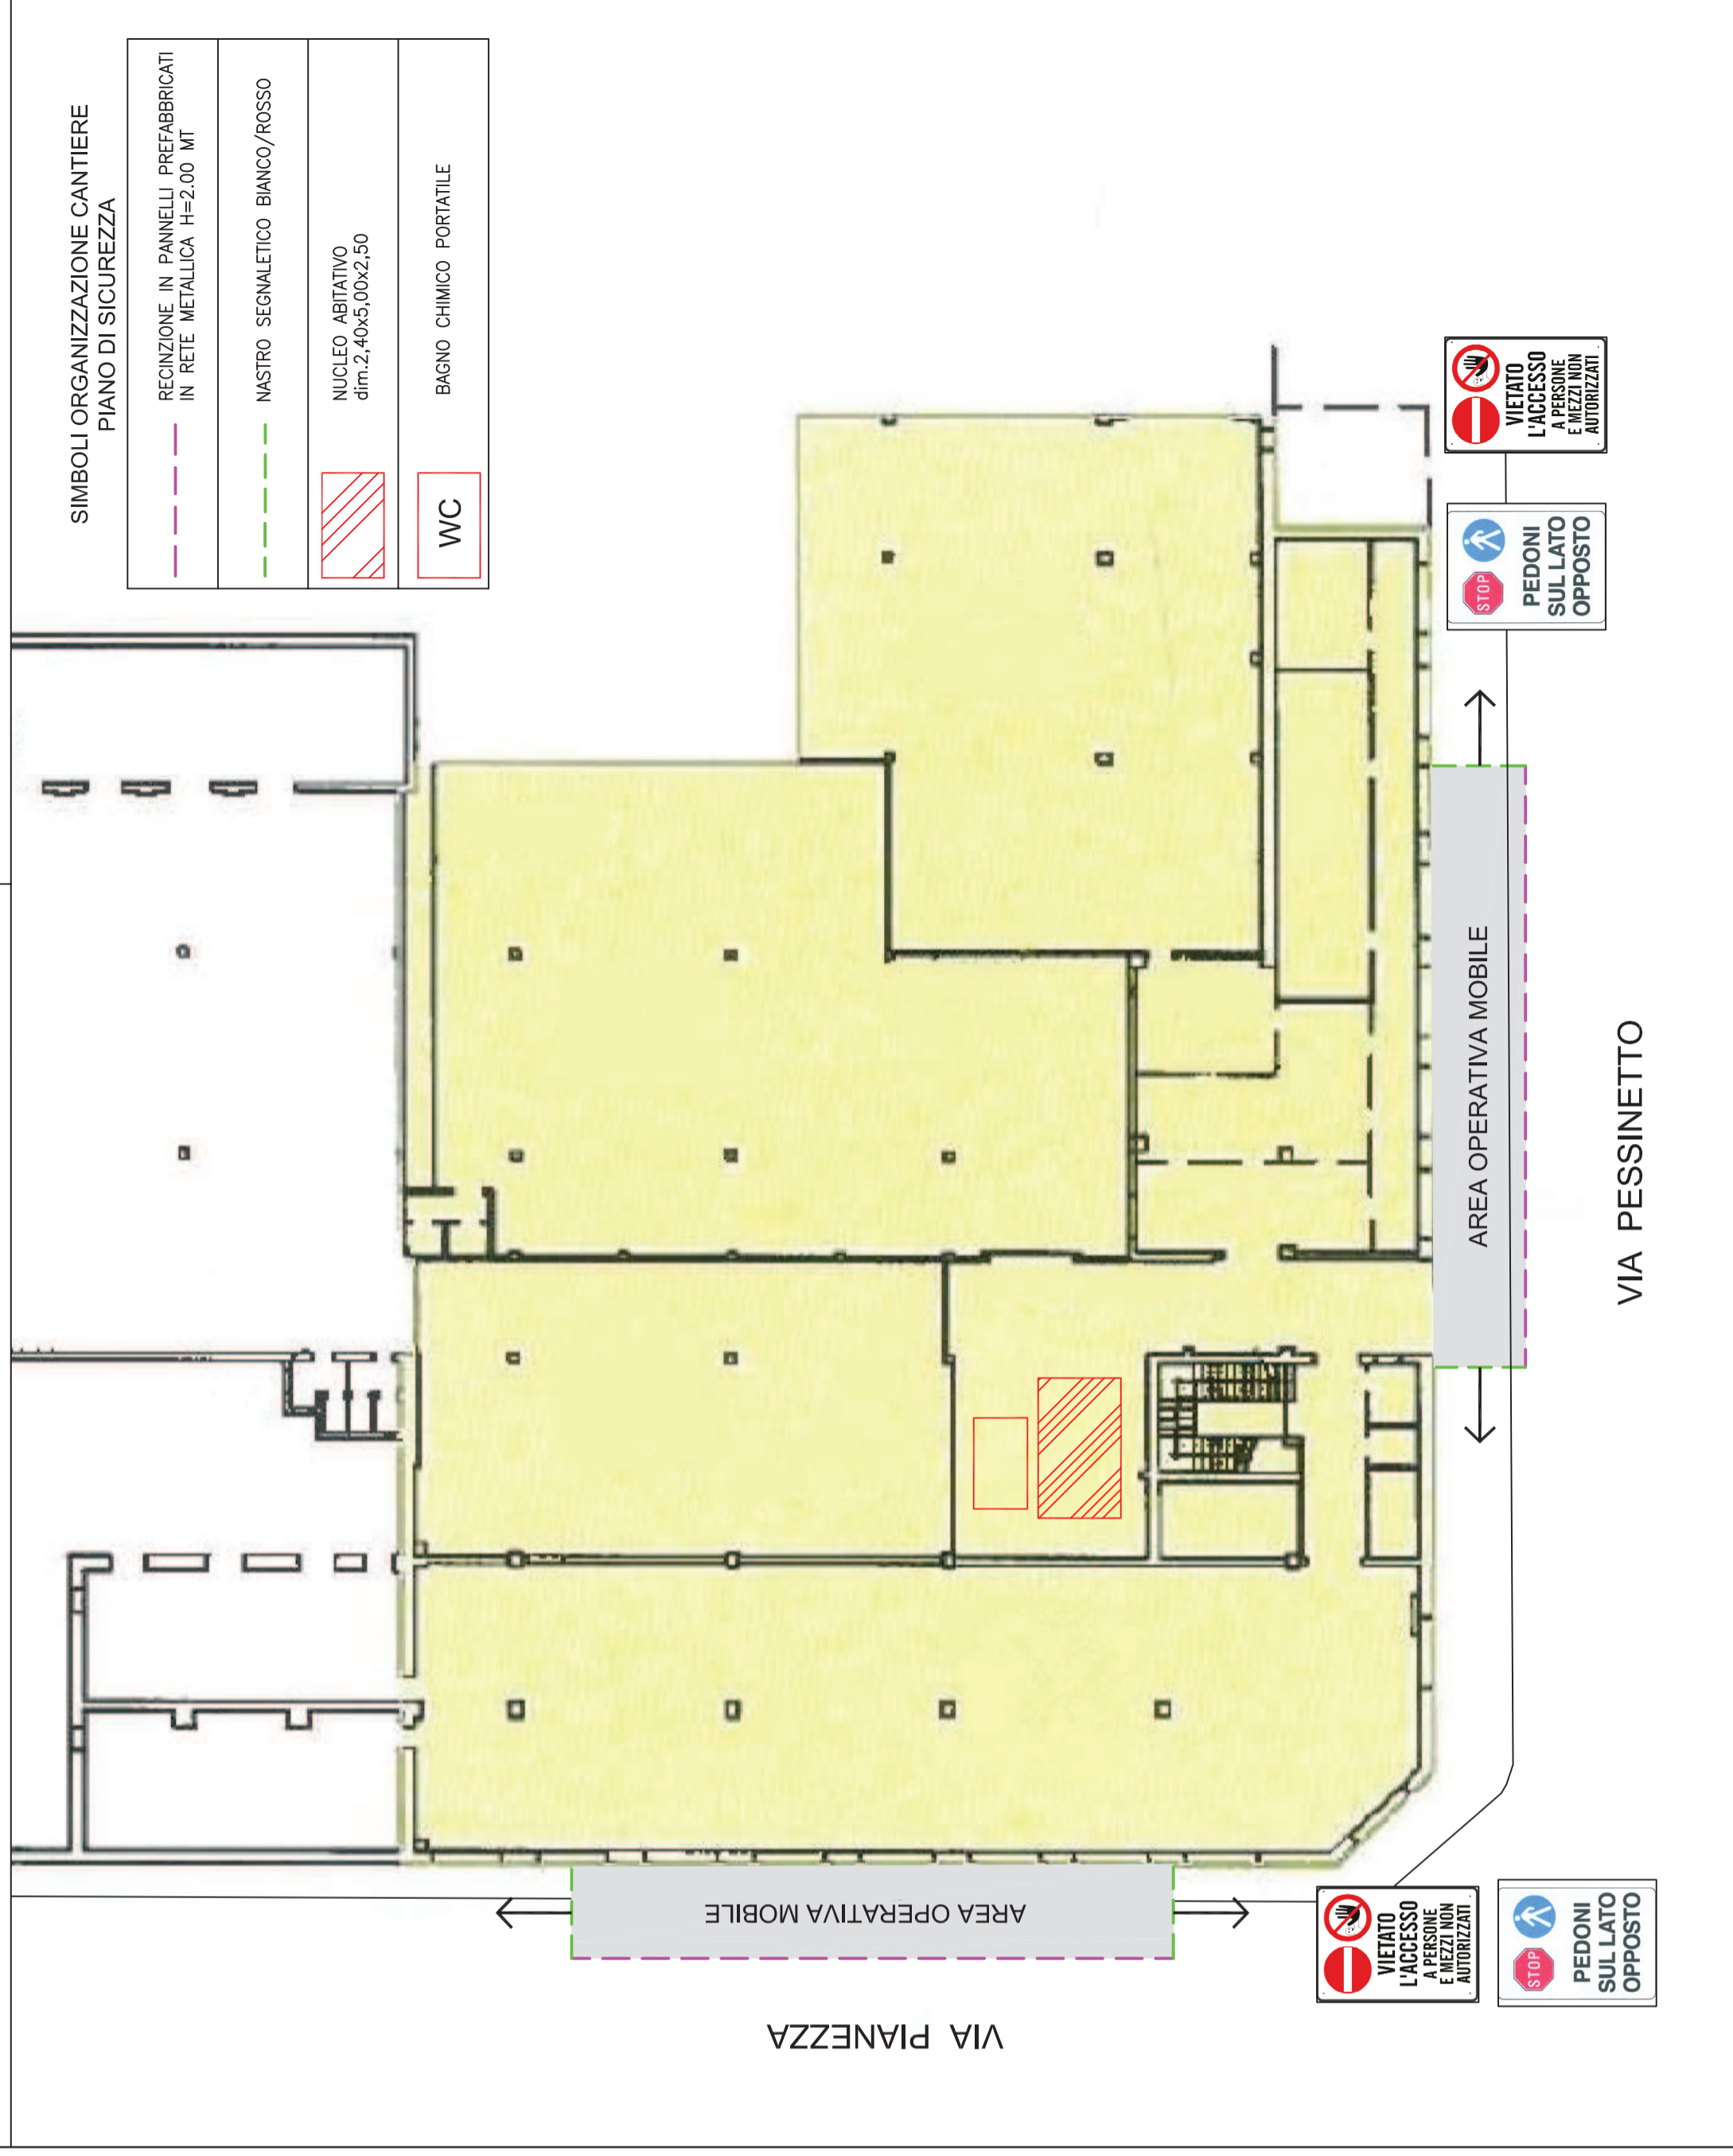 SIMBOLI ORGANIZZAZIONE CANTIERE
PIANO DI SICUREZZA
RECINZIONE IN PANNELLI PREFABBRICATI
IN RETE METALLICA H=2.00 MT
NASTRO SEGNALETICO BIANCO/ROSSO
NUCLEO ABITATIVO
dim.2,40x5,00x2,50
WC
BAGNO CHIMICO PORTATILE
VIETATO
L'ACCESSO
A PERSONE
E MEZZI NON
AUTORIZZATI
STOP
PEDONI
SUL LATO
OPPOSTO
AREA OPERATIVA MOBILE
VIA PESSINETTO
AREA OPERATIVA MOBILE
VIA PIANEZZA
VIETATO
L'ACCESSO
A PERSONE
E MEZZI NON
AUTORIZZATI
STOP
PEDONI
SUL LATO
OPPOSTO